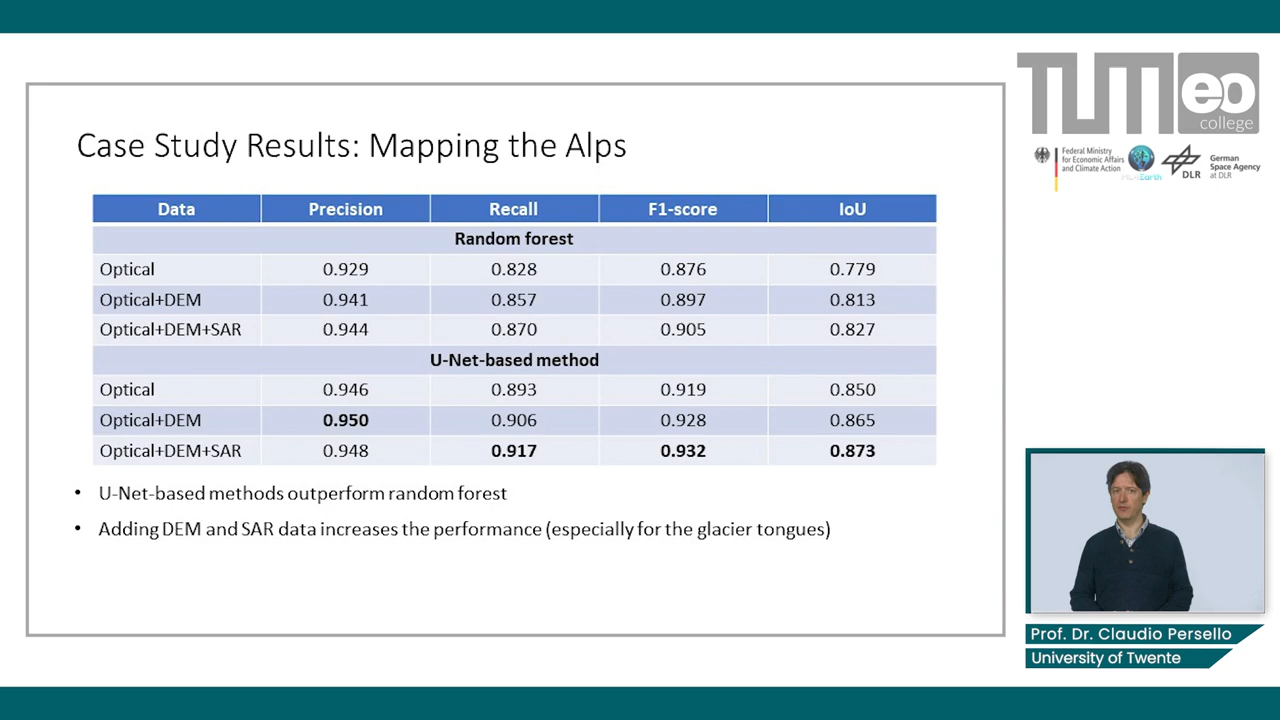 TUM eo
college
Federal Ministry
for Economic Affairs
and Climate Action
ML4Earth
DLR
German
Space Agency
at DLR
Case Study Results: Mapping the Alps
Data Precision Recall F1-score IoU
Random forest
Optical 0.929 0.828 0.876 0.779
Optical+DEM 0.941 0.857 0.897 0.813
Optical+DEM+SAR 0.944 0.870 0.905 0.827
U-Net-based method
Optical 0.946 0.893 0.919 0.850
Optical+DEM 0.950 0.906 0.928 0.865
Optical+DEM+SAR 0.948 0.917 0.932 0.873
• U-Net-based methods outperform random forest
• Adding DEM and SAR data increases the performance (especially for the glacier tongues)
Prof. Dr. Claudio Persello
University of Twente